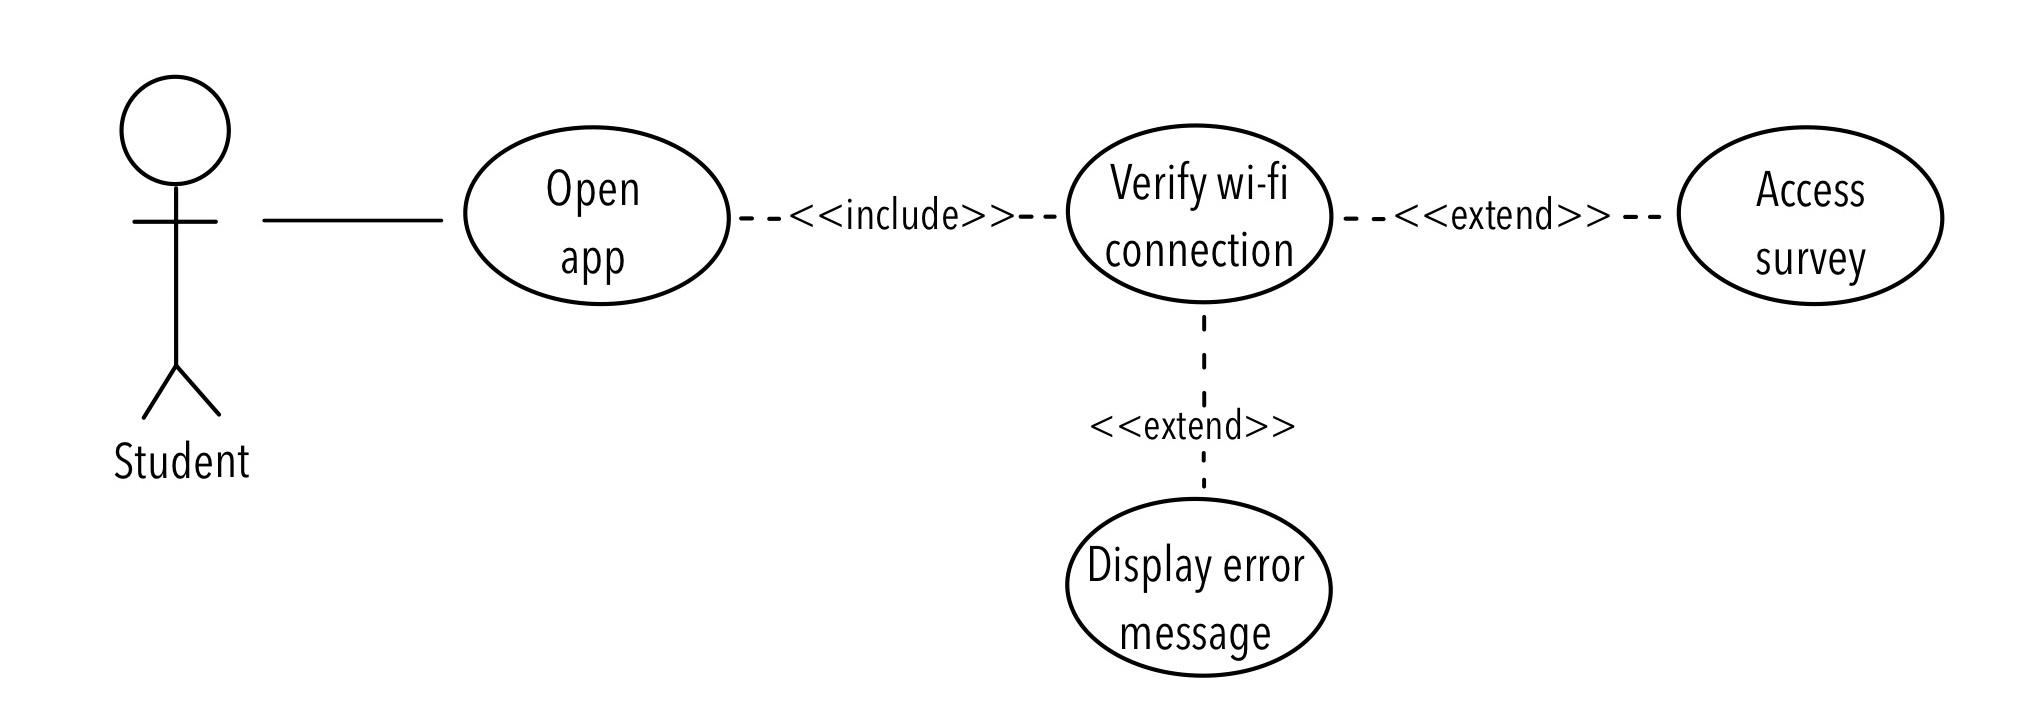 Open
app
<<include>>
Verify wi-fi
connection
<<extend>>
Access
survey
<<extend>>
Student
Display error
message